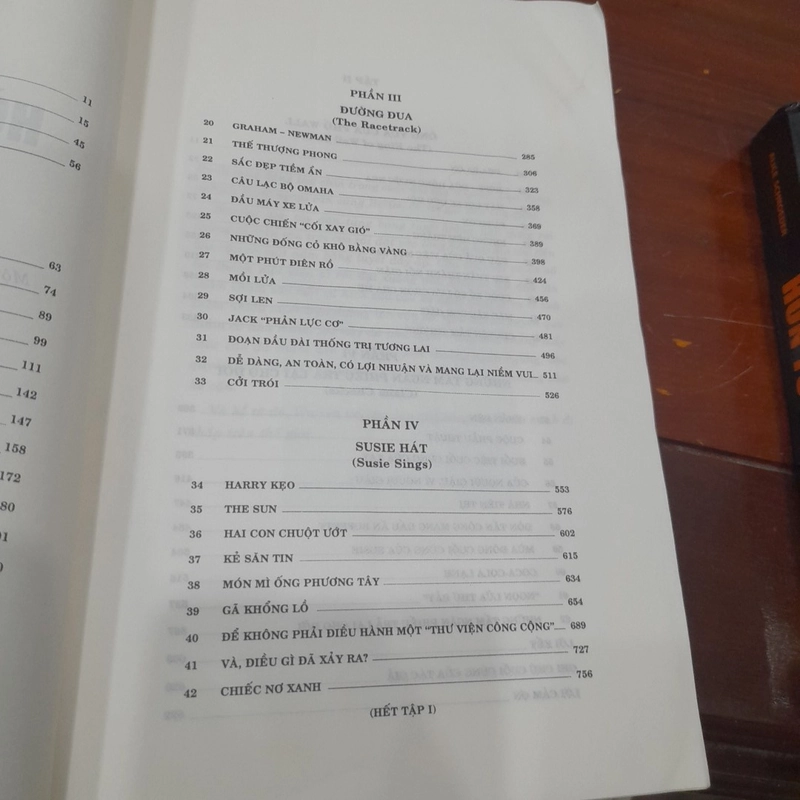 11
15
45
56
63
74
89
99
111
142
147
158
172
PHẦN III
ĐƯỜNG ĐUA
(The Racetrack)
20 GRAHAM – NEWMAN 285
21 THẾ THƯỢNG PHONG 306
22 SẮC ĐẸP TIỀM ẨN 323
23 CÂU LẠC BỘ OMAHA 358
24 ĐẦU MÁY XE LỬA 369
25 CUỘC CHIẾN “CỐI XAY GIÓ” 389
26 NHỮNG ĐỐNG CỎ KHÔ BẰNG VÀNG 398
27 MỘT PHÚT ĐIÊN RỒ 424
28 MỒI LỬA 456
29 SỢI LEN 470
30 JACK “PHẢN LỰC CƠ” 481
31 ĐOẠN ĐẦU ĐÀI THỐNG TRỊ TƯƠNG LAI 496
32 DỄ DÀNG, AN TOÀN, CÓ LỢI NHUẬN VÀ MANG LẠI NIỀM VUI.. 511
33 CỞI TRÓI 526
PHẦN IV
SUSIE HÁT
(Susie Sings)
34 HARRY KẸO 553
35 THE SUN 576
36 HAI CON CHUỘT ƯỚT 602
37 KẺ SĂN TIN 615
38 MÓN MÌ ỐNG PHƯƠNG TÂY 634
39 GÃ KHỔNG LỒ 654
40 ĐỂ KHÔNG PHẢI ĐIỀU HÀNH MỘT “THƯ VIỆN CÔNG CỘNG” 689
41 VÀ, ĐIỀU GÌ ĐÃ XẢY RA? 727
42 CHIẾC NƠ XANH 756
(HẾT TẬP I)